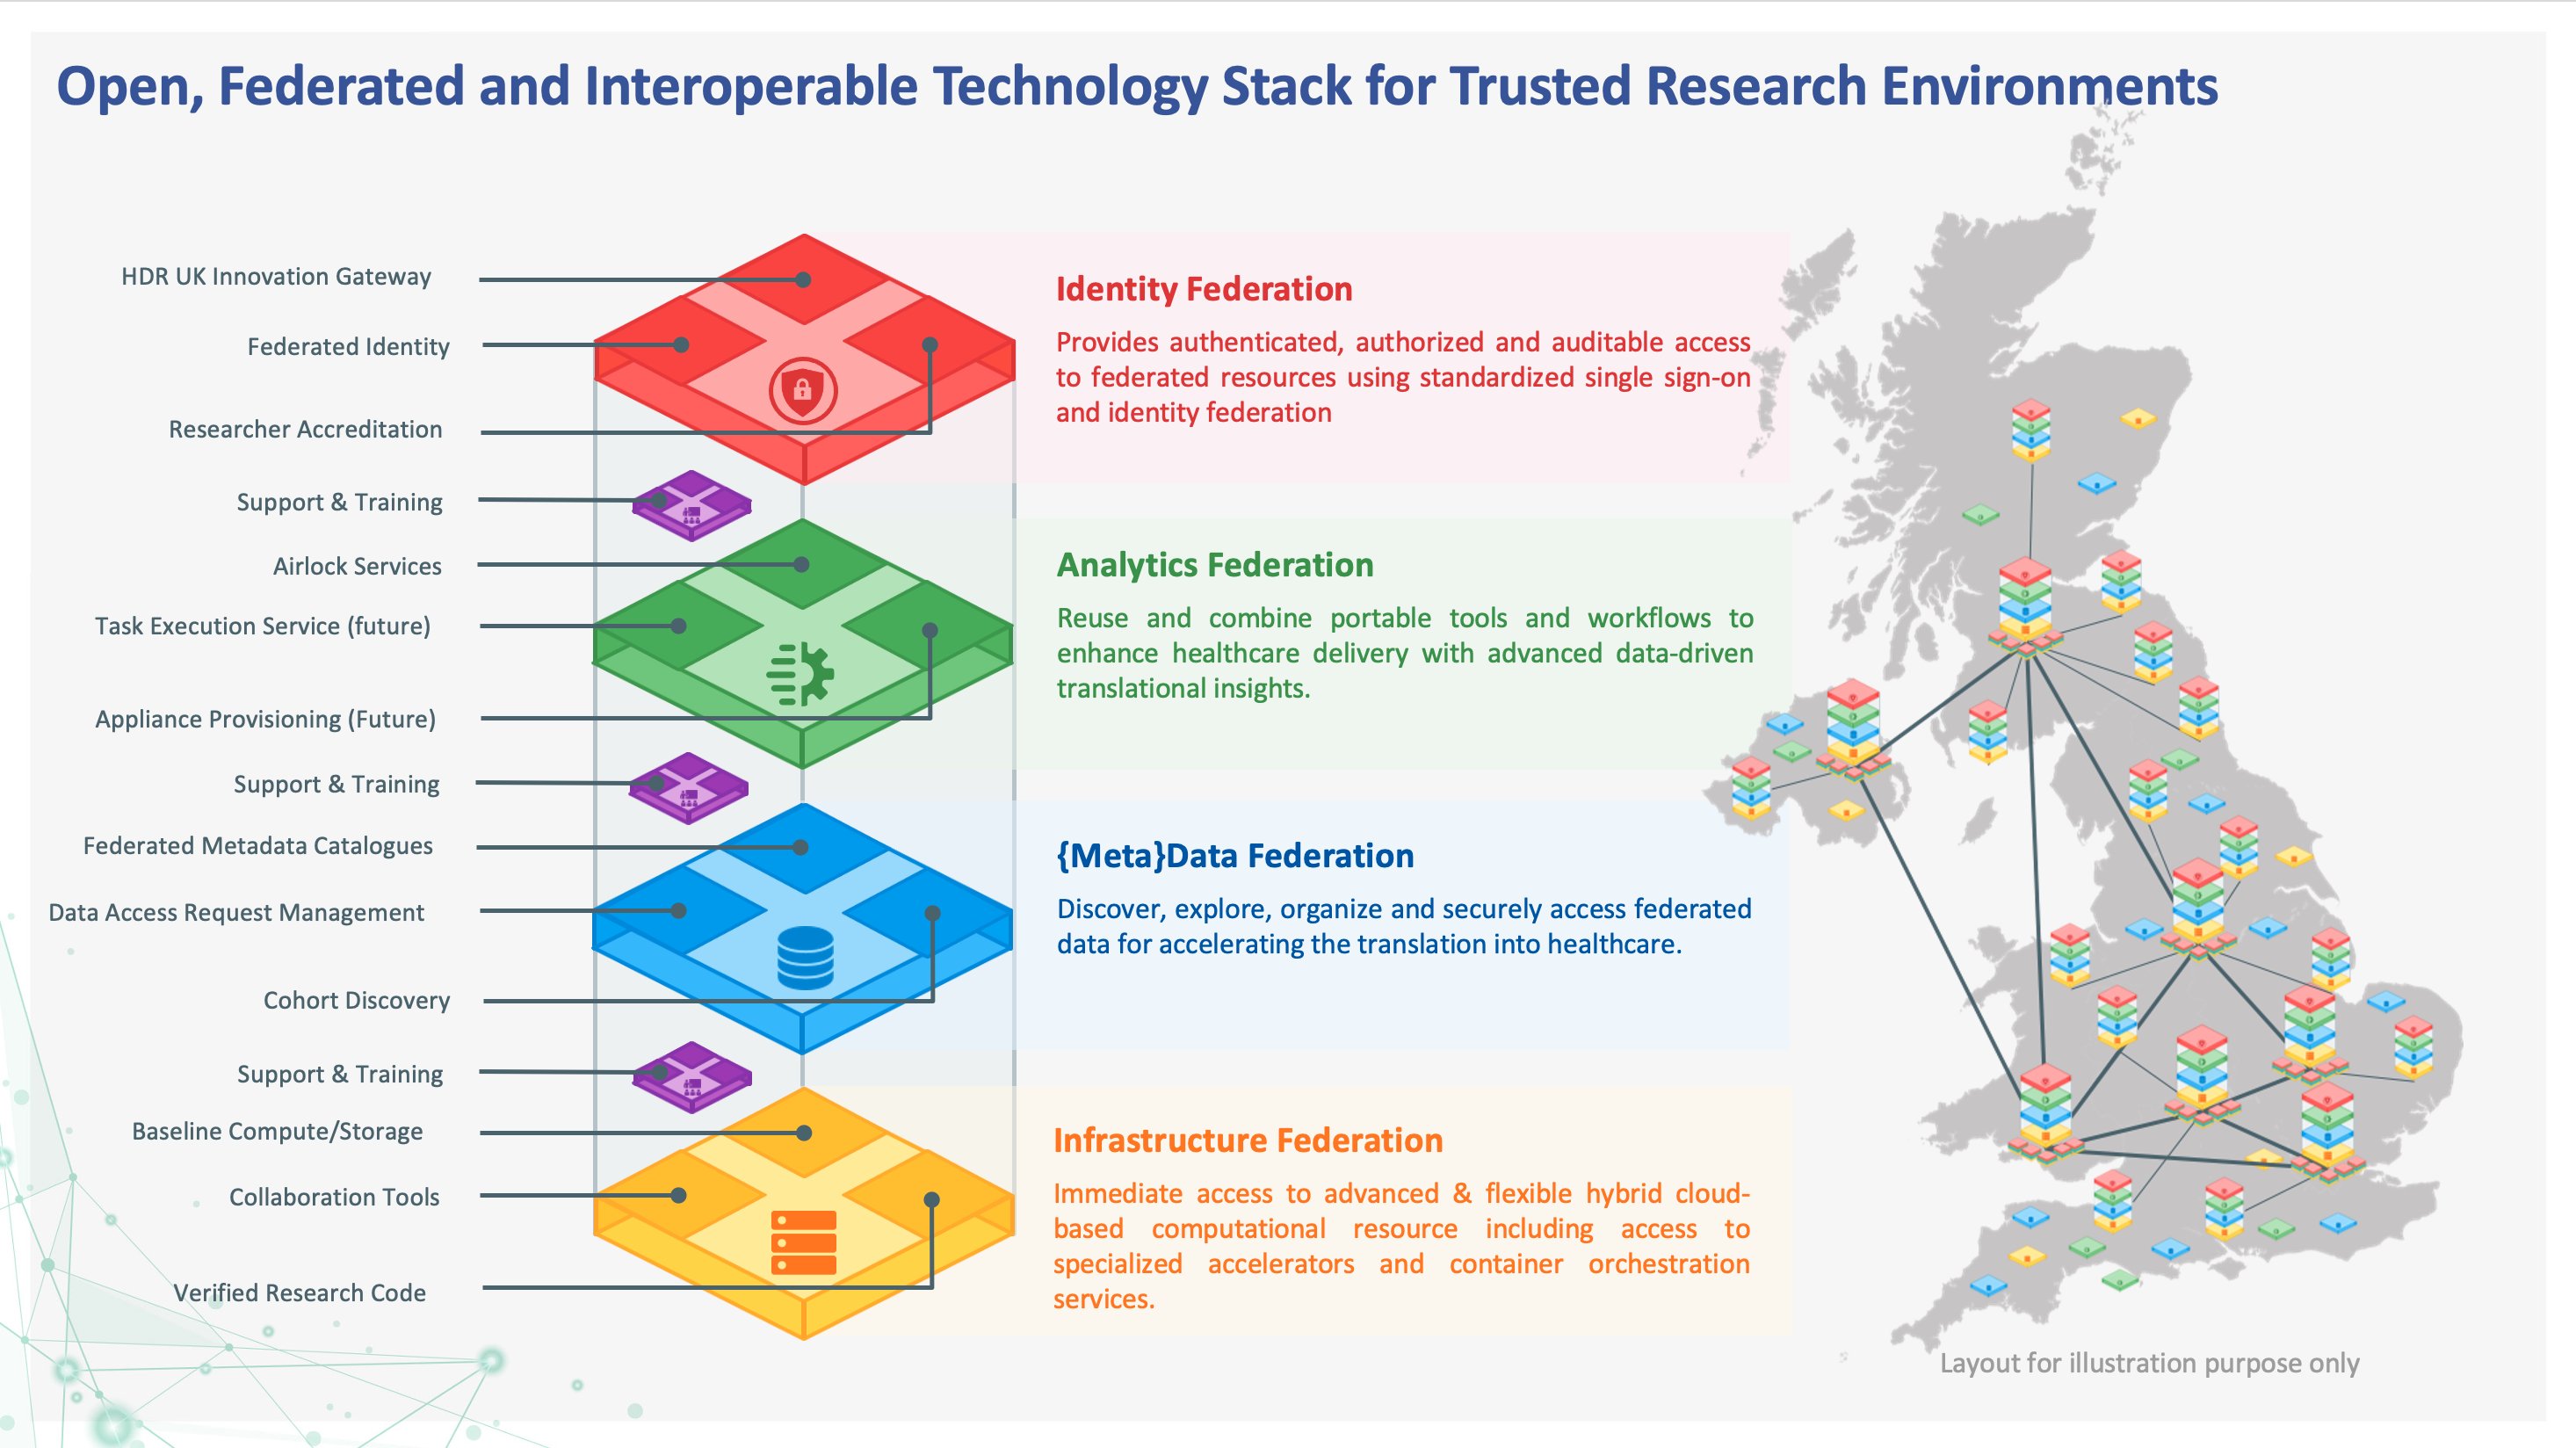 Open, Federated and Interoperable Technology Stack for Trusted Research Environments
HDR UK Innovation Gateway
Federated Identity
Researcher Accreditation
Support & Training
Airlock Services
Task Execution Service (future)
Appliance Provisioning (Future)
Support & Training
Federated Metadata Catalogues
Data Access Request Management
Cohort Discovery
Support & Training
Baseline Compute/Storage
Collaboration Tools
Verified Research Code
Identity Federation
Provides authenticated, authorized and auditable access
to federated resources using standardized single sign-on
and identity federation
Analytics Federation
Reuse and combine portable tools and workflows to
enhance healthcare delivery with advanced data-driven
translational insights.
{Meta}Data Federation
Discover, explore, organize and securely access federated
data for accelerating the translation into healthcare.
Infrastructure Federation
Immediate access to advanced & flexible hybrid cloud-
based computational resource including access to
specialized accelerators and container orchestration
services.
Layout for illustration purpose only